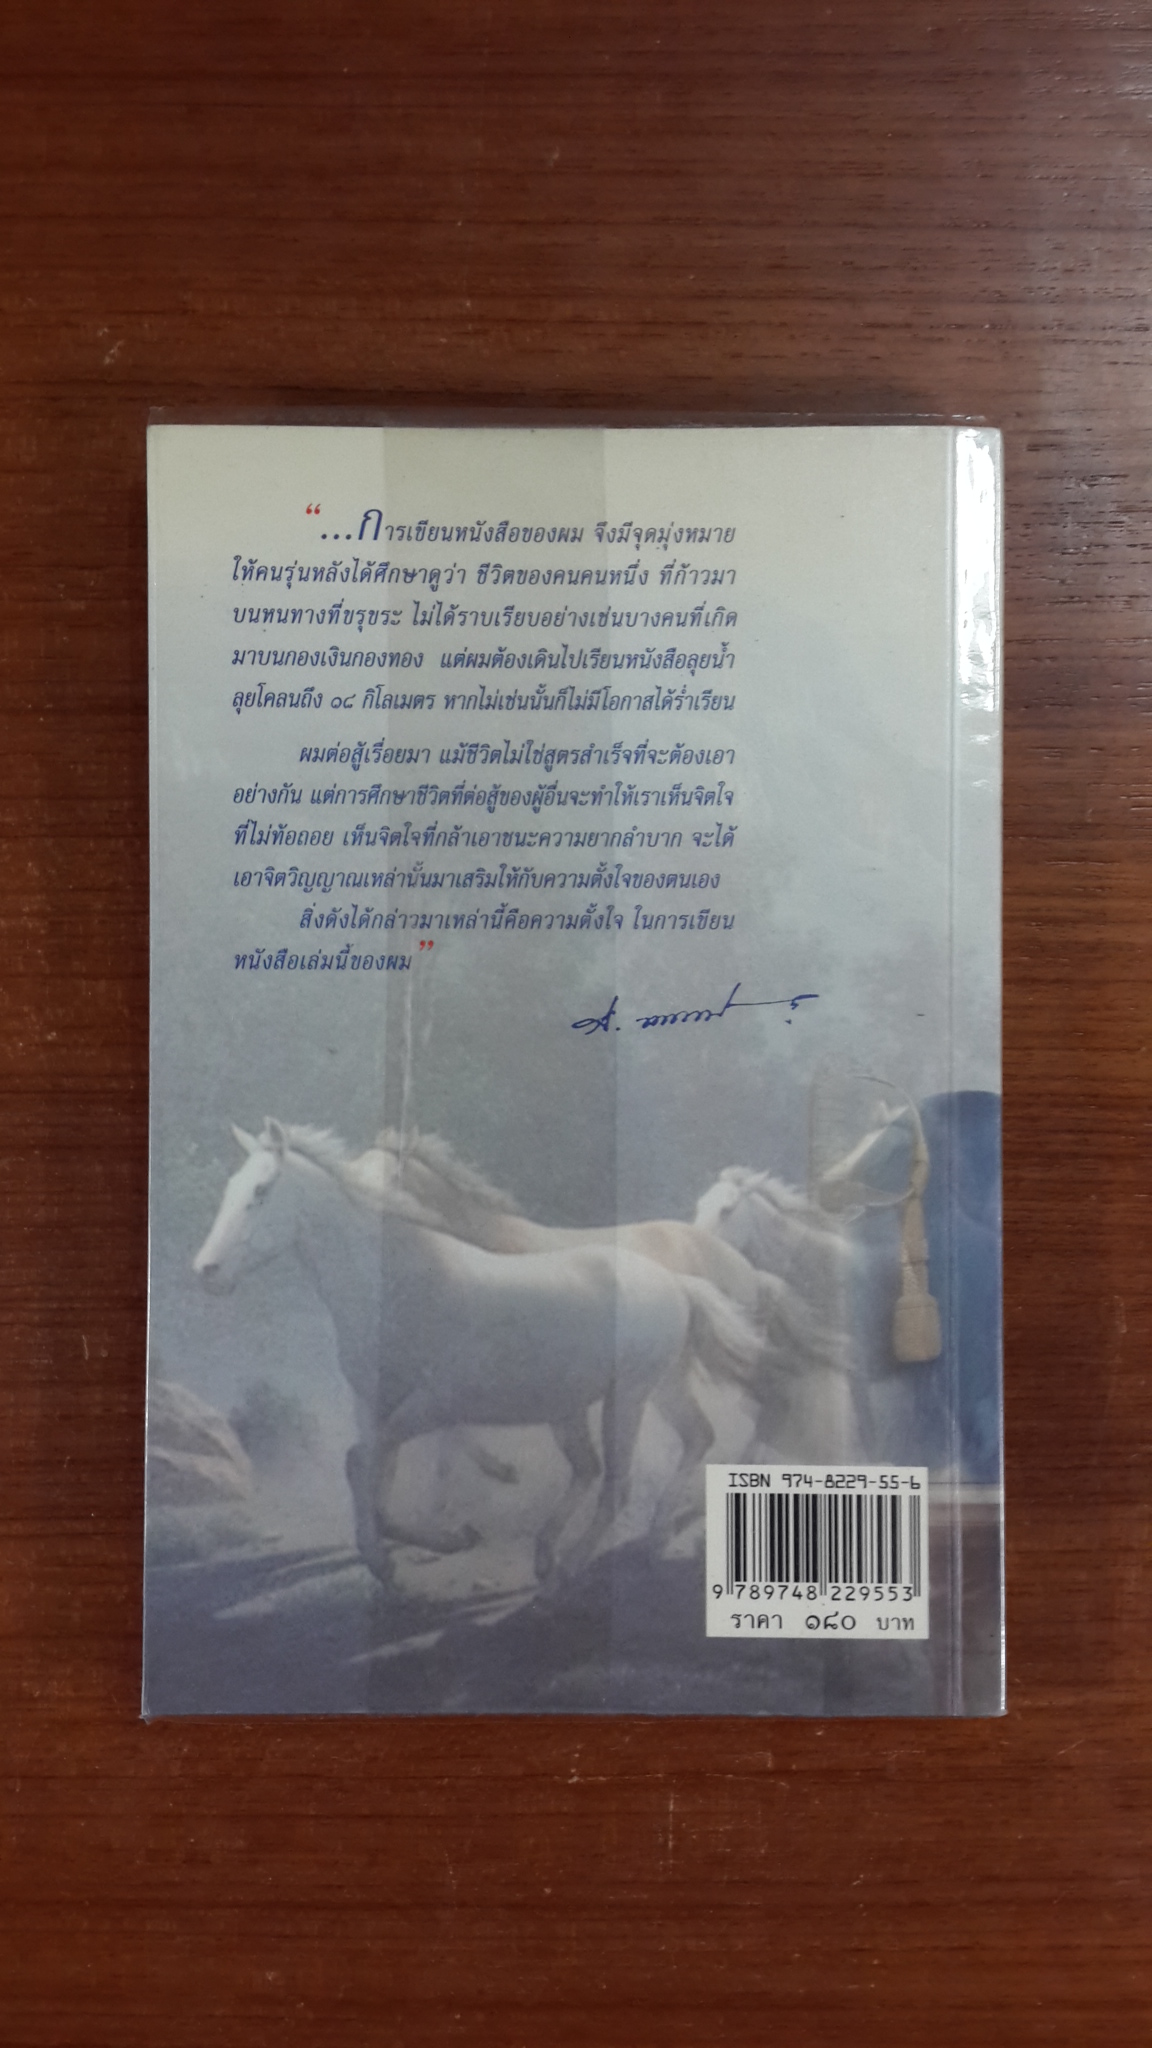 “...การเขียนหนังสือของผม จึงมีจุดมุ่งหมาย
ให้คนรุ่นหลังได้ศึกษาดูว่า ชีวิตของคนคนหนึ่ง ที่ก้าวมา
บนหนทางที่ขรุขระ ไม่ได้ราบเรียบอย่างเช่นบางคนที่เกิด
มาบนกองเงินกองทอง แต่ผมต้องเดินไปเรียนหนังสือลุยน้ำ
ลุยโคลนถึง ๑๘ กิโลเมตร หากไม่เช่นนั้นก็ไม่มีโอกาสได้ร่ำเรียน
ผมต่อสู้เรื่อยมา แม้ชีวิตไม่ใช่สูตรสำเร็จที่จะต้องเอา
อย่างกัน แต่การศึกษาชีวิตที่ต่อสู้ของผู้อื่นจะทำให้เราเห็นจิตใจ
ที่ไม่ท้อถอย เห็นจิตใจที่กล้าเอาชนะความยากลำบาก จะได้
เอาจิตวิญญาณเหล่านั้นมาเสริมให้กับความตั้งใจของตนเอง
สิ่งดังได้กล่าวมาเหล่านี้คือความตั้งใจ ในการเขียน
หนังสือเล่มนี้ของผม”
ISBN 974-8229-55-6
9 789748 229553
ราคา ๑๘๐ บาท